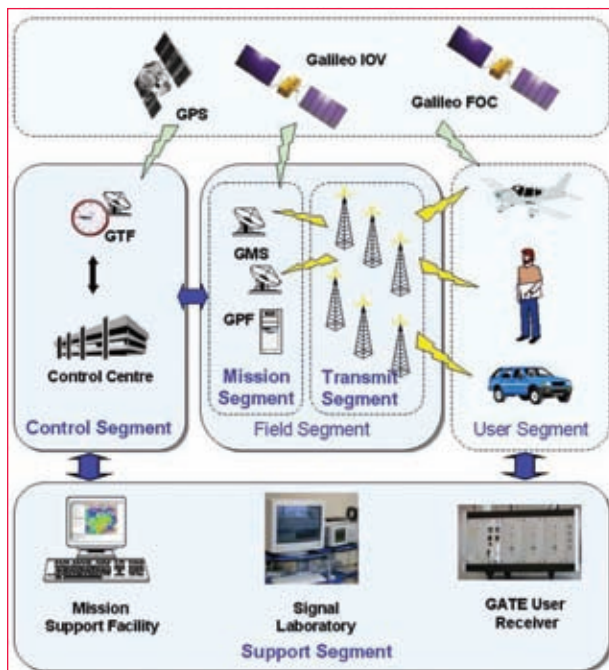 Galileo IOV
GPS
Galileo FOC
GTF
Control Centre
Control Segment
GMS
GPF
Mission
Segment
Transmit
Segment
Field Segment
User Segment
Mission
Support Facility
Signal
Laboratory
GATE User
Receiver
Support Segment